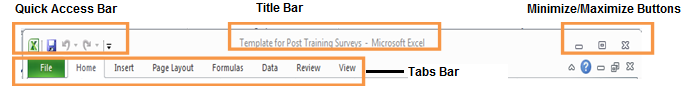 Quick Access Bar Title Bar Minimize/Maximize Buttons
Template for Post Training Surveys - Microsoft Excel
File Home Insert Page Layout Formulas Data Review View
Tabs Bar